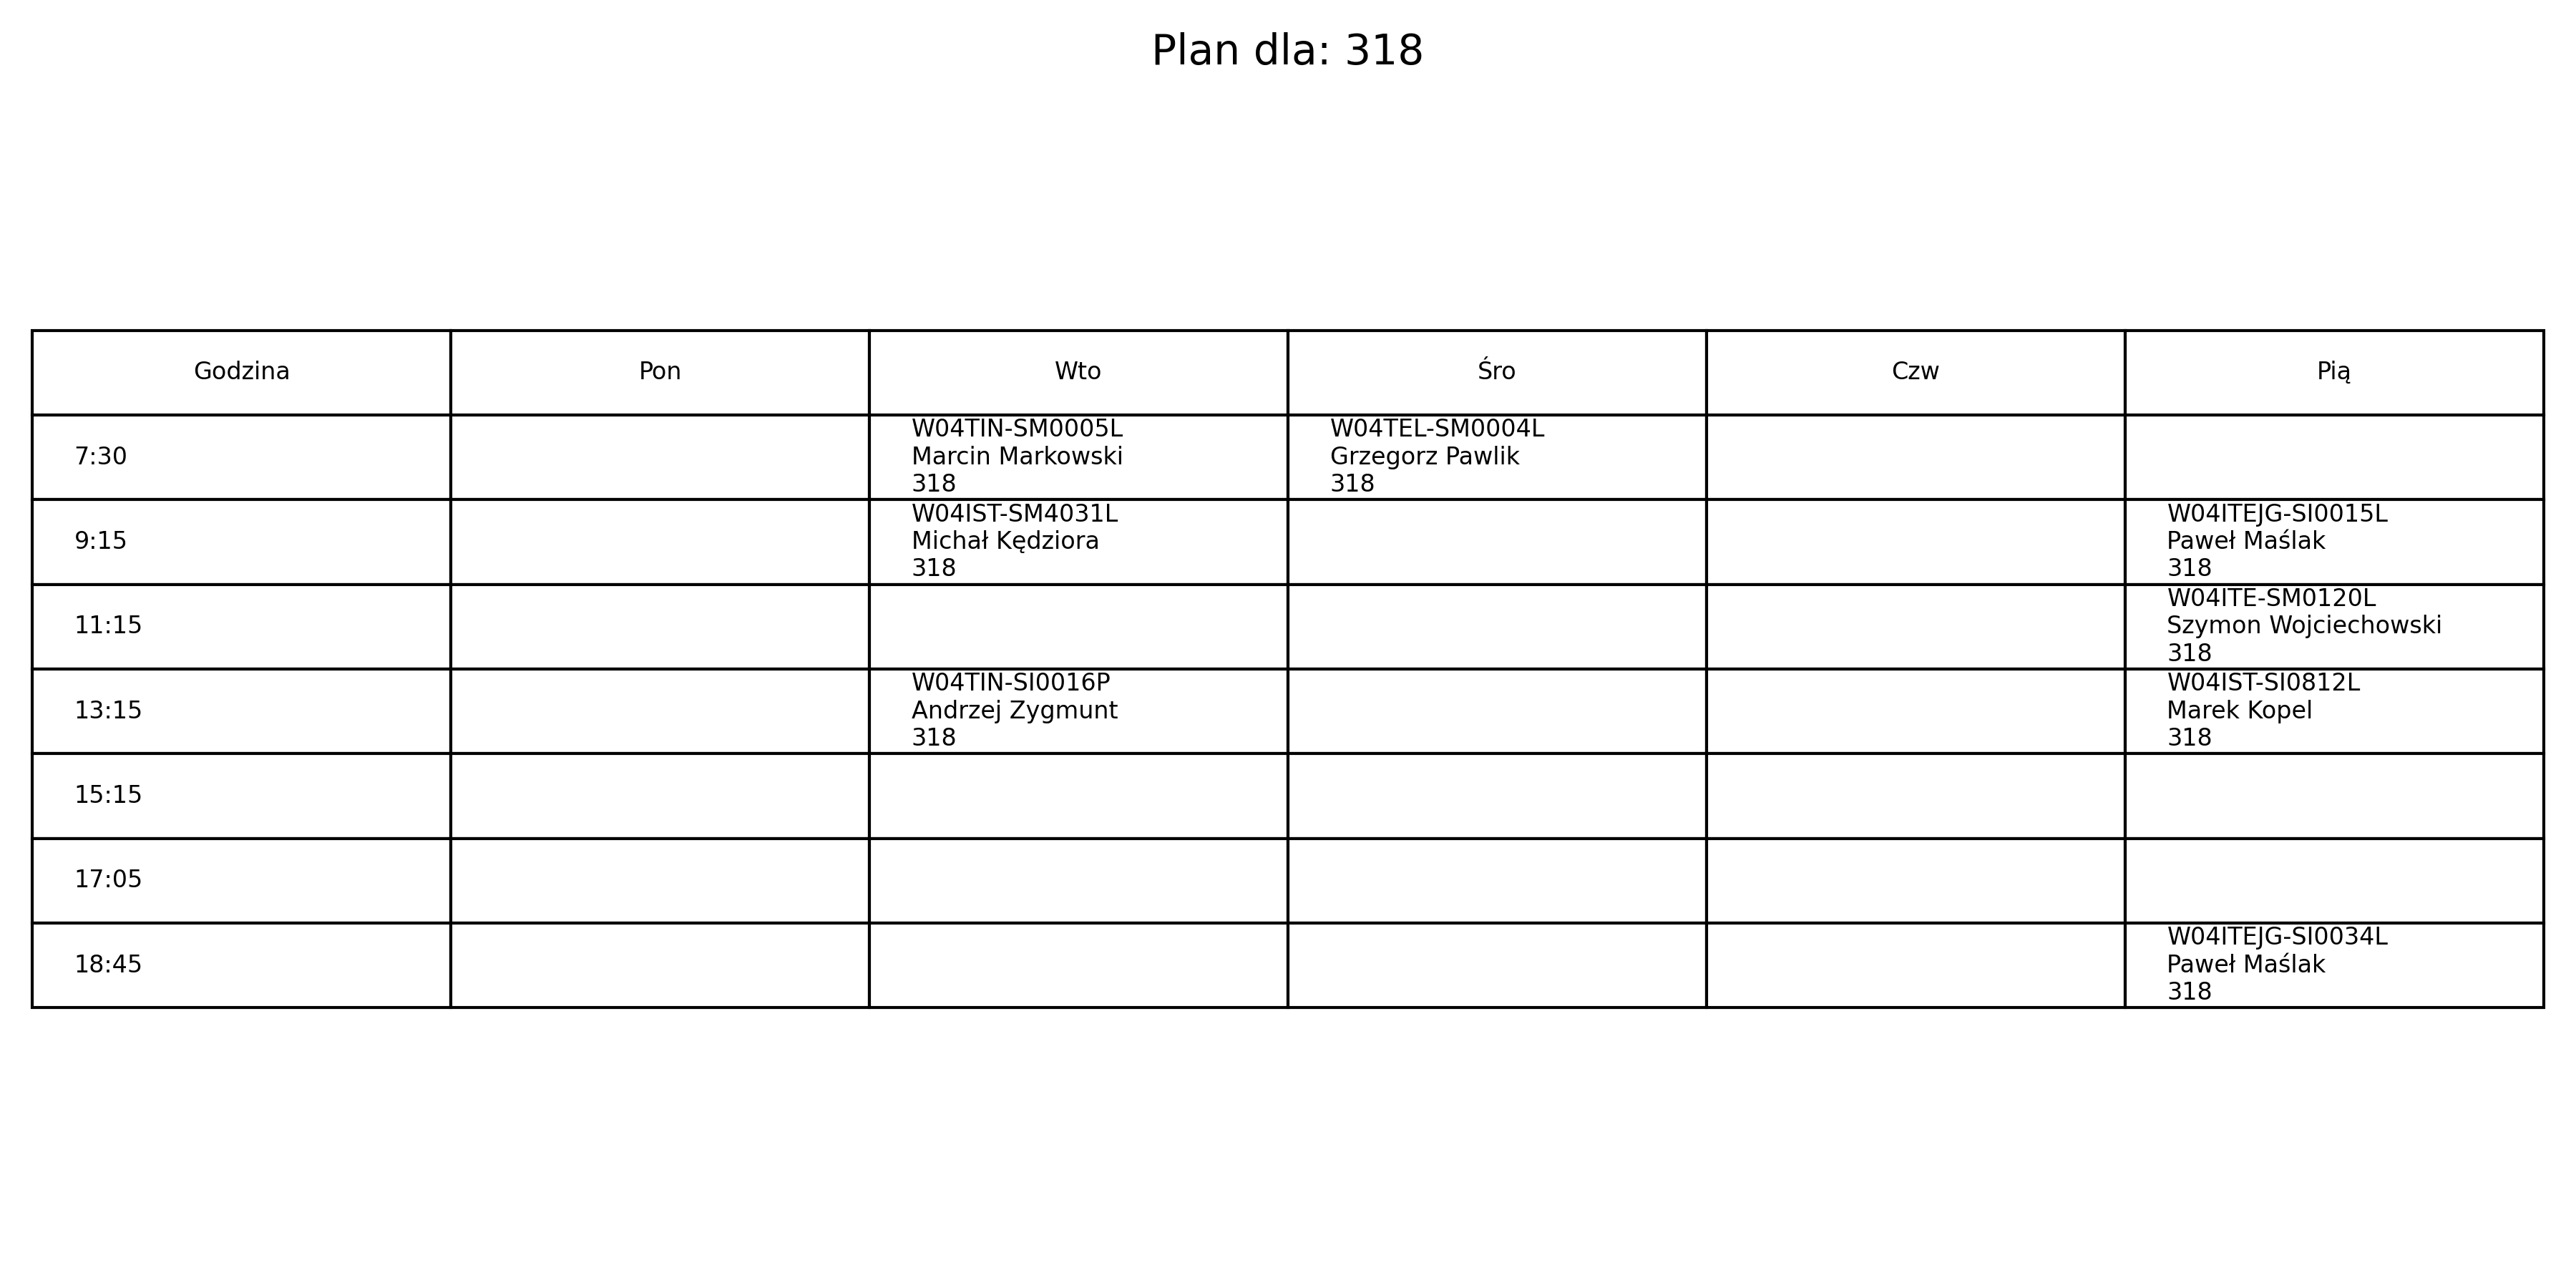 Plan dla: 318
Godzina Pon Wto Śro Czw Pią
7:30
W04TIN-SM0005L
Marcin Markowski
318
W04TEL-SM0004L
Grzegorz Pawlik
318
9:15
W04IST-SM4031L
Michał Kędziora
318
W04ITEJG-SI0015L
Paweł Maślak
318
11:15
W04ITE-SM0120L
Szymon Wojciechowski
318
13:15
W04TIN-SI0016P
Andrzej Zygmunt
318
W04IST-SI0812L
Marek Kopel
318
15:15
17:05
18:45
W04ITEJG-SI0034L
Paweł Maślak
318